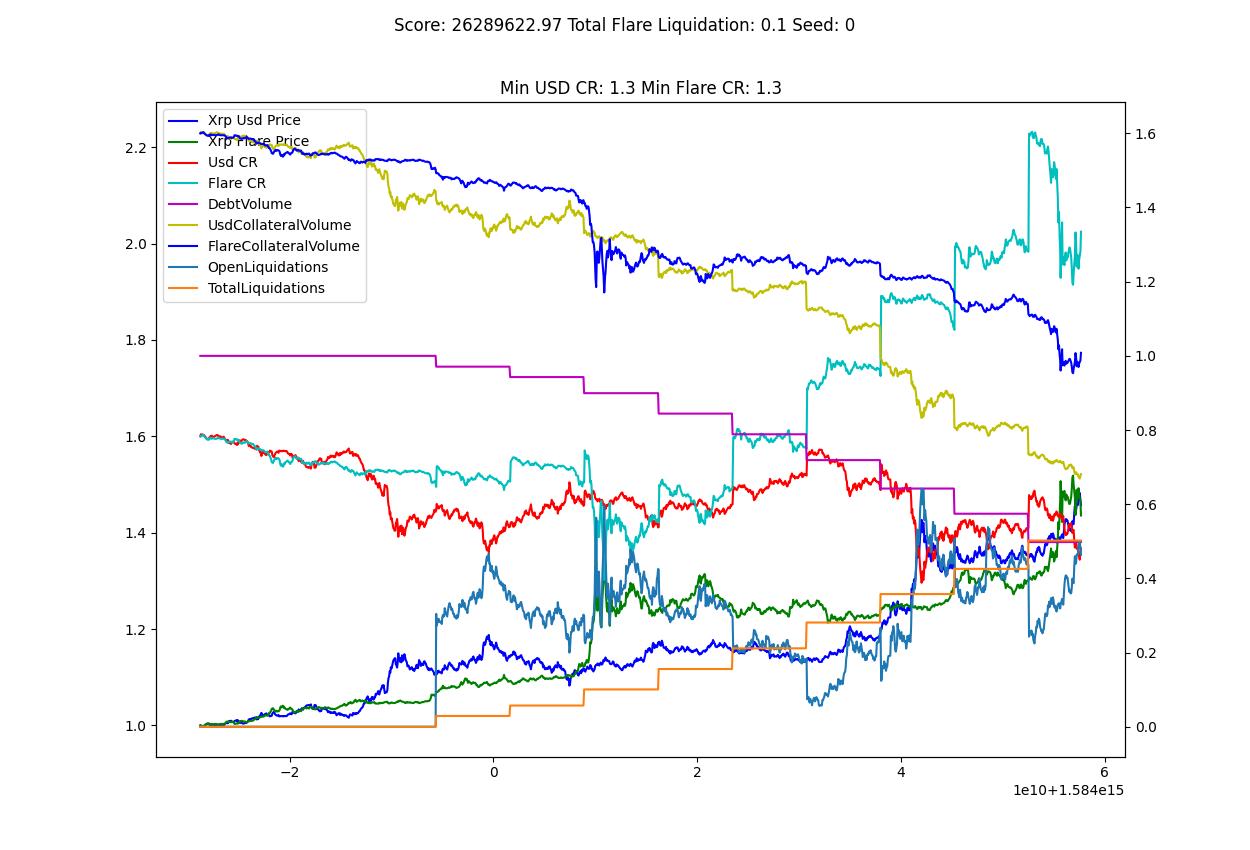 Score: 26289622.97 Total Flare Liquidation: 0.1 Seed: 0
Min USD CR: 1.3 Min Flare CR: 1.3
Xrp Usd Price
Xrp Flare Price
Usd CR
Flare CR
DebtVolume
UsdCollateralVolume
FlareCollateralVolume
OpenLiquidations
TotalLiquidations
2.2
2.0
1.8
1.6
1.4
1.2
1.0
1.6
1.4
1.2
1.0
0.8
0.6
0.4
0.2
0.0
−2
0
2
4
6
1e10+1.584e15